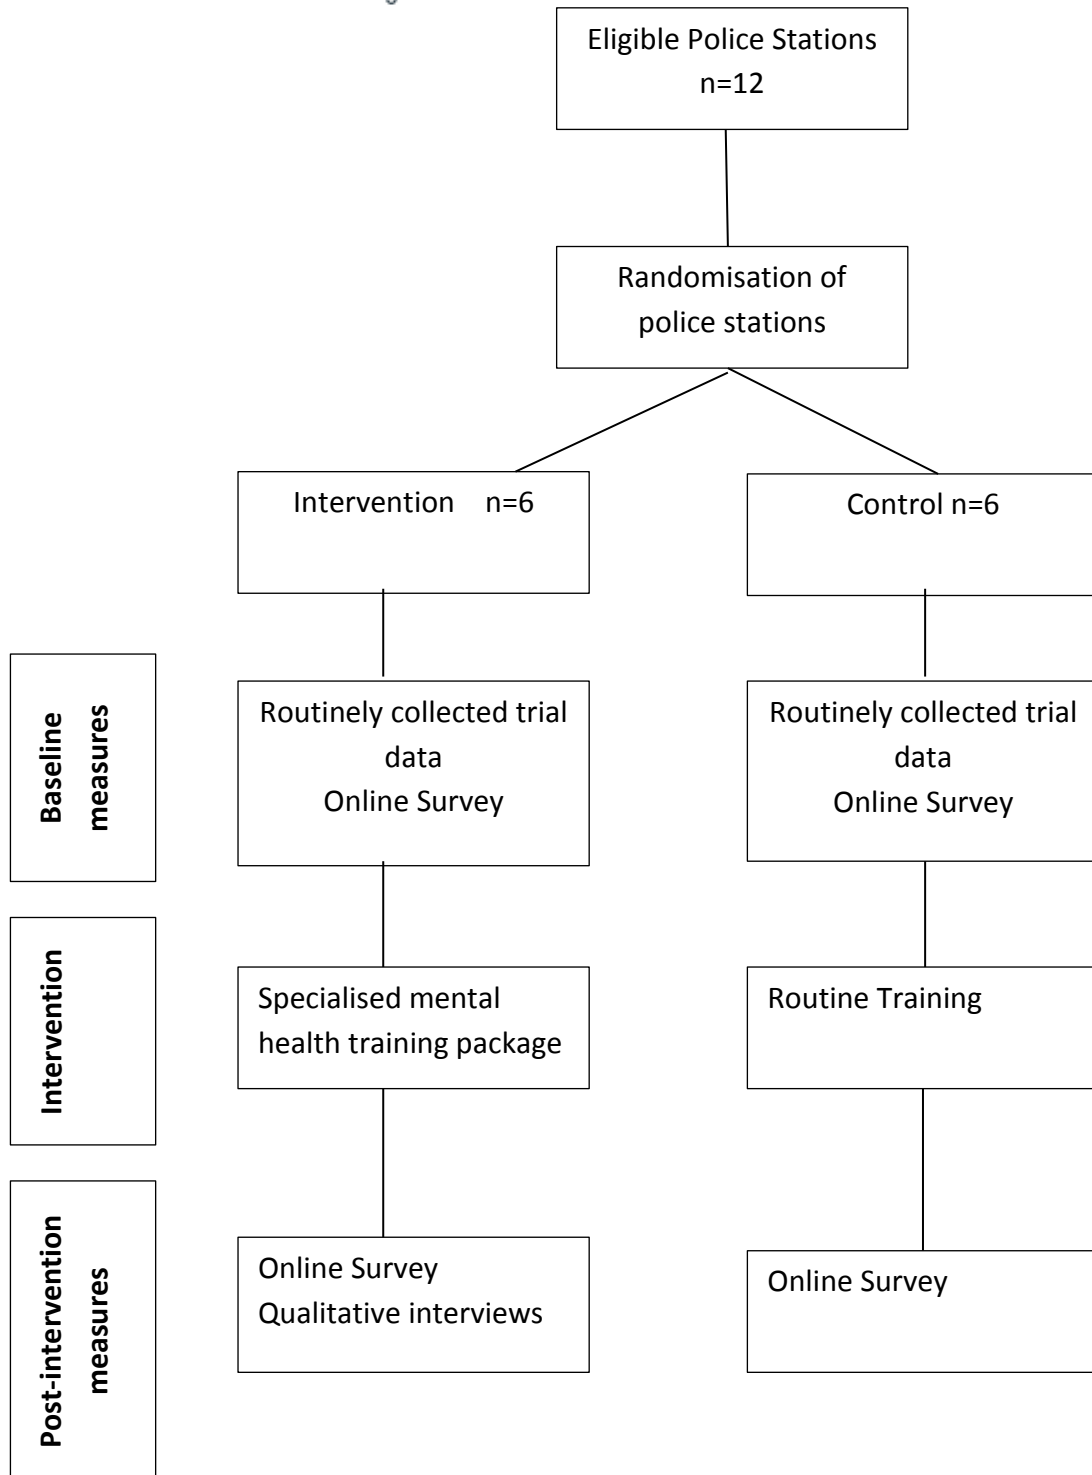 Eligible Police Stations
n=12
Randomisation of
police stations
Intervention n=6
Control n=6
Baseline
measures
Routinely collected trial
data
Online Survey
Routinely collected trial
data
Online Survey
Intervention
Specialised mental
health training package
Routine Training
Post-intervention
measures
Online Survey
Qualitative interviews
Online Survey